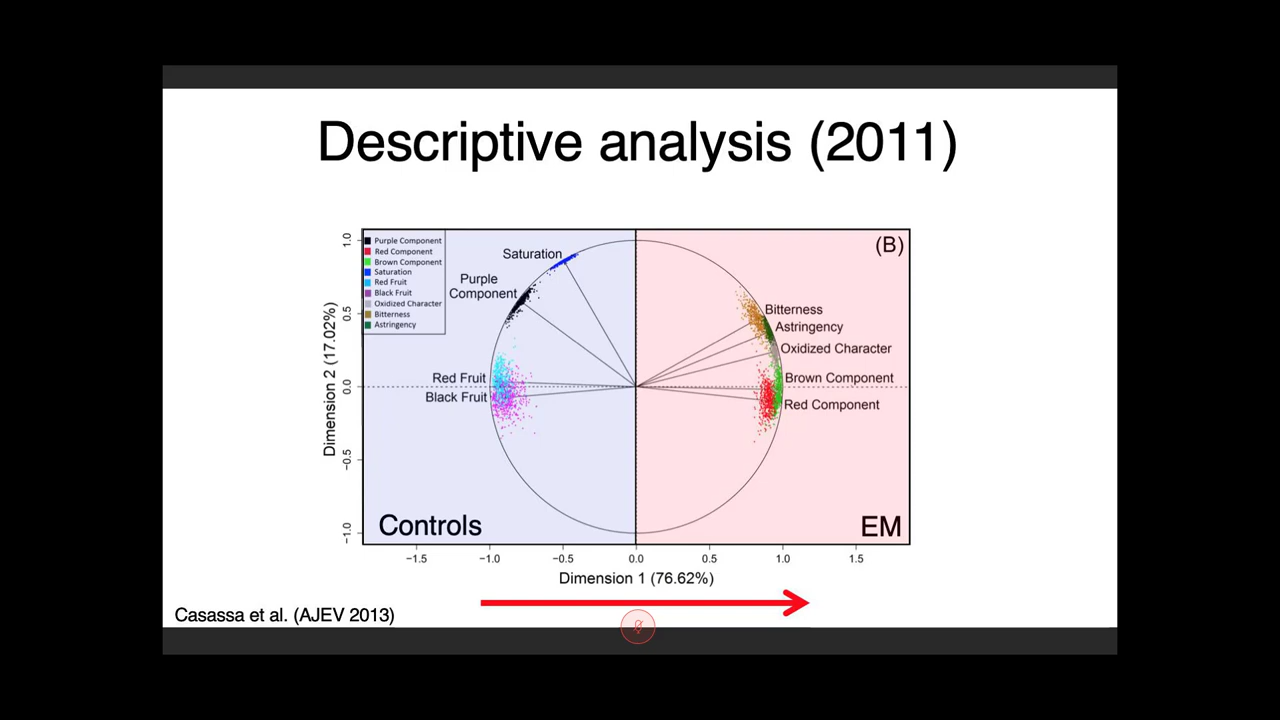 Descriptive analysis (2011)
(B)
Purple Component
Red Component
Brown Component
Saturation
Red Fruit
Black Fruit
Oxidized Character
Bitterness
Astringency
Saturation
Purple
Component
Red Fruit
Black Fruit
Bitterness
Astringency
Oxidized Character
Brown Component
Red Component
Controls
EM
Dimension 2 (17.02%)
1.0
0.5
0.0
−0.5
−1.0
−1.5 −1.0 −0.5 0.0 0.5 1.0 1.5
Dimension 1 (76.62%)
Casassa et al. (AJEV 2013)